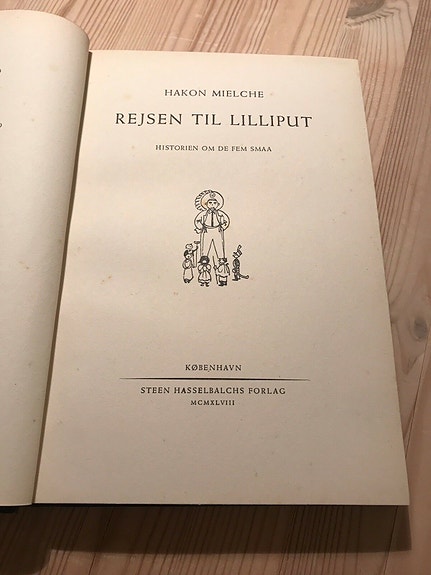 HAKON MIELCHE
REJSEN TIL LILLIPUT
HISTORIEN OM DE FEM SMAA
KØBENHAVN
STEEN HASSELBALCHS FORLAG
MCMXLVIII